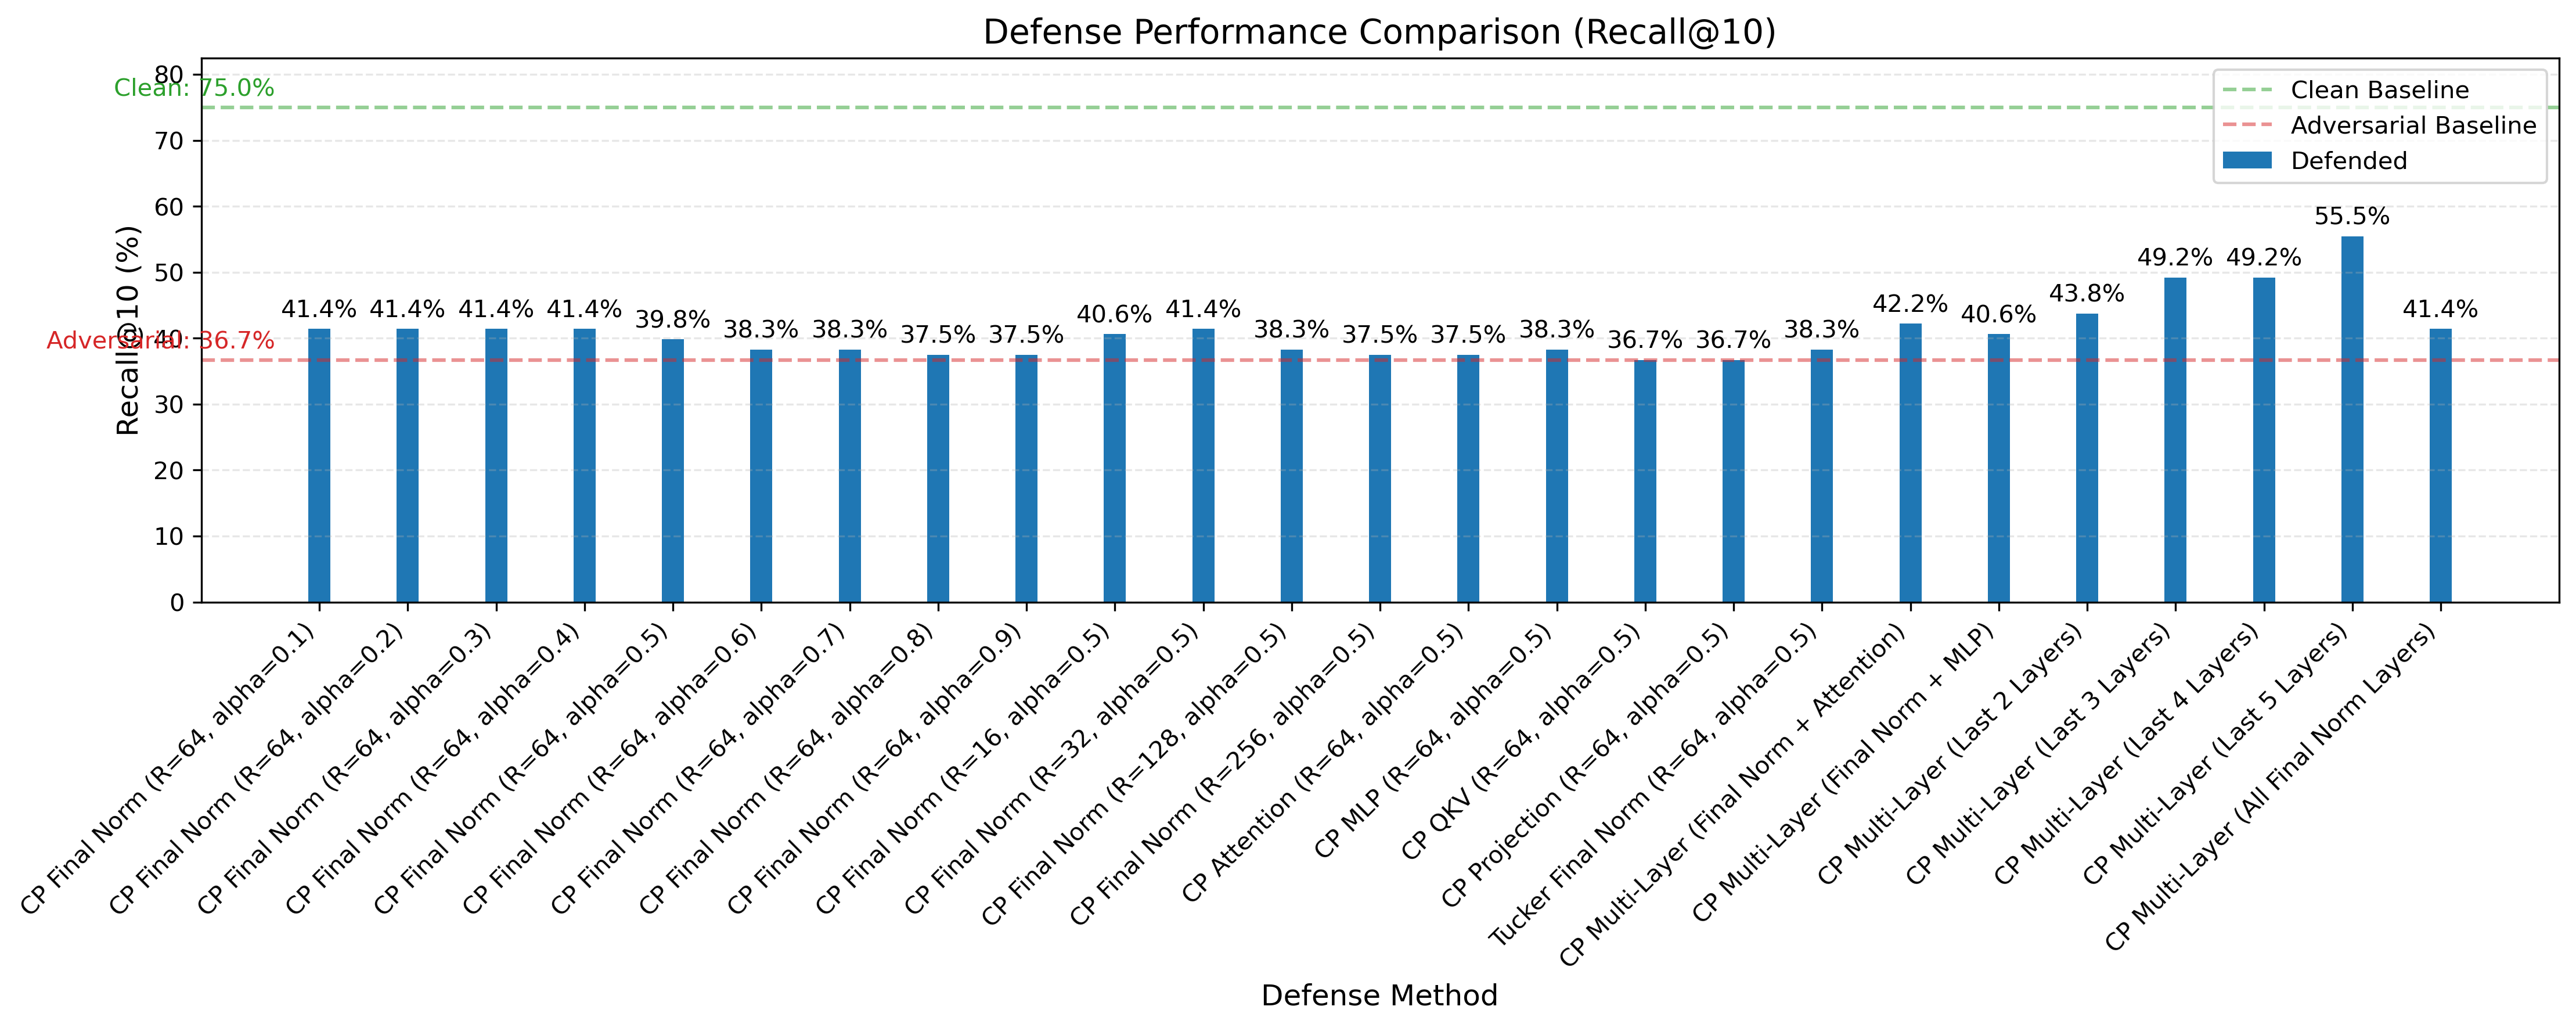 Defense Performance Comparison (Recall@10)
Clean: 75.0%
Adversarial: 36.7%
Recall@10 (%)
80
70
60
50
40
30
20
10
0
Clean Baseline
Adversarial Baseline
Defended
41.4%
41.4%
41.4%
41.4%
39.8%
38.3%
38.3%
37.5%
37.5%
40.6%
41.4%
38.3%
37.5%
37.5%
38.3%
36.7%
36.7%
38.3%
42.2%
40.6%
43.8%
49.2%
49.2%
55.5%
41.4%
CP Final Norm (R=64, alpha=0.1)
CP Final Norm (R=64, alpha=0.2)
CP Final Norm (R=64, alpha=0.3)
CP Final Norm (R=64, alpha=0.4)
CP Final Norm (R=64, alpha=0.5)
CP Final Norm (R=64, alpha=0.6)
CP Final Norm (R=64, alpha=0.7)
CP Final Norm (R=64, alpha=0.8)
CP Final Norm (R=64, alpha=0.9)
CP Final Norm (R=16, alpha=0.5)
CP Final Norm (R=32, alpha=0.5)
CP Final Norm (R=128, alpha=0.5)
CP Final Norm (R=256, alpha=0.5)
CP Attention (R=64, alpha=0.5)
CP MLP (R=64, alpha=0.5)
CP QKV (R=64, alpha=0.5)
CP Projection (R=64, alpha=0.5)
Tucker Final Norm (R=64, alpha=0.5)
CP Multi-Layer (Final Norm + Attention)
CP Multi-Layer (Final Norm + MLP)
CP Multi-Layer (Last 2 Layers)
CP Multi-Layer (Last 3 Layers)
CP Multi-Layer (Last 4 Layers)
CP Multi-Layer (Last 5 Layers)
CP Multi-Layer (All Final Norm Layers)
Defense Method